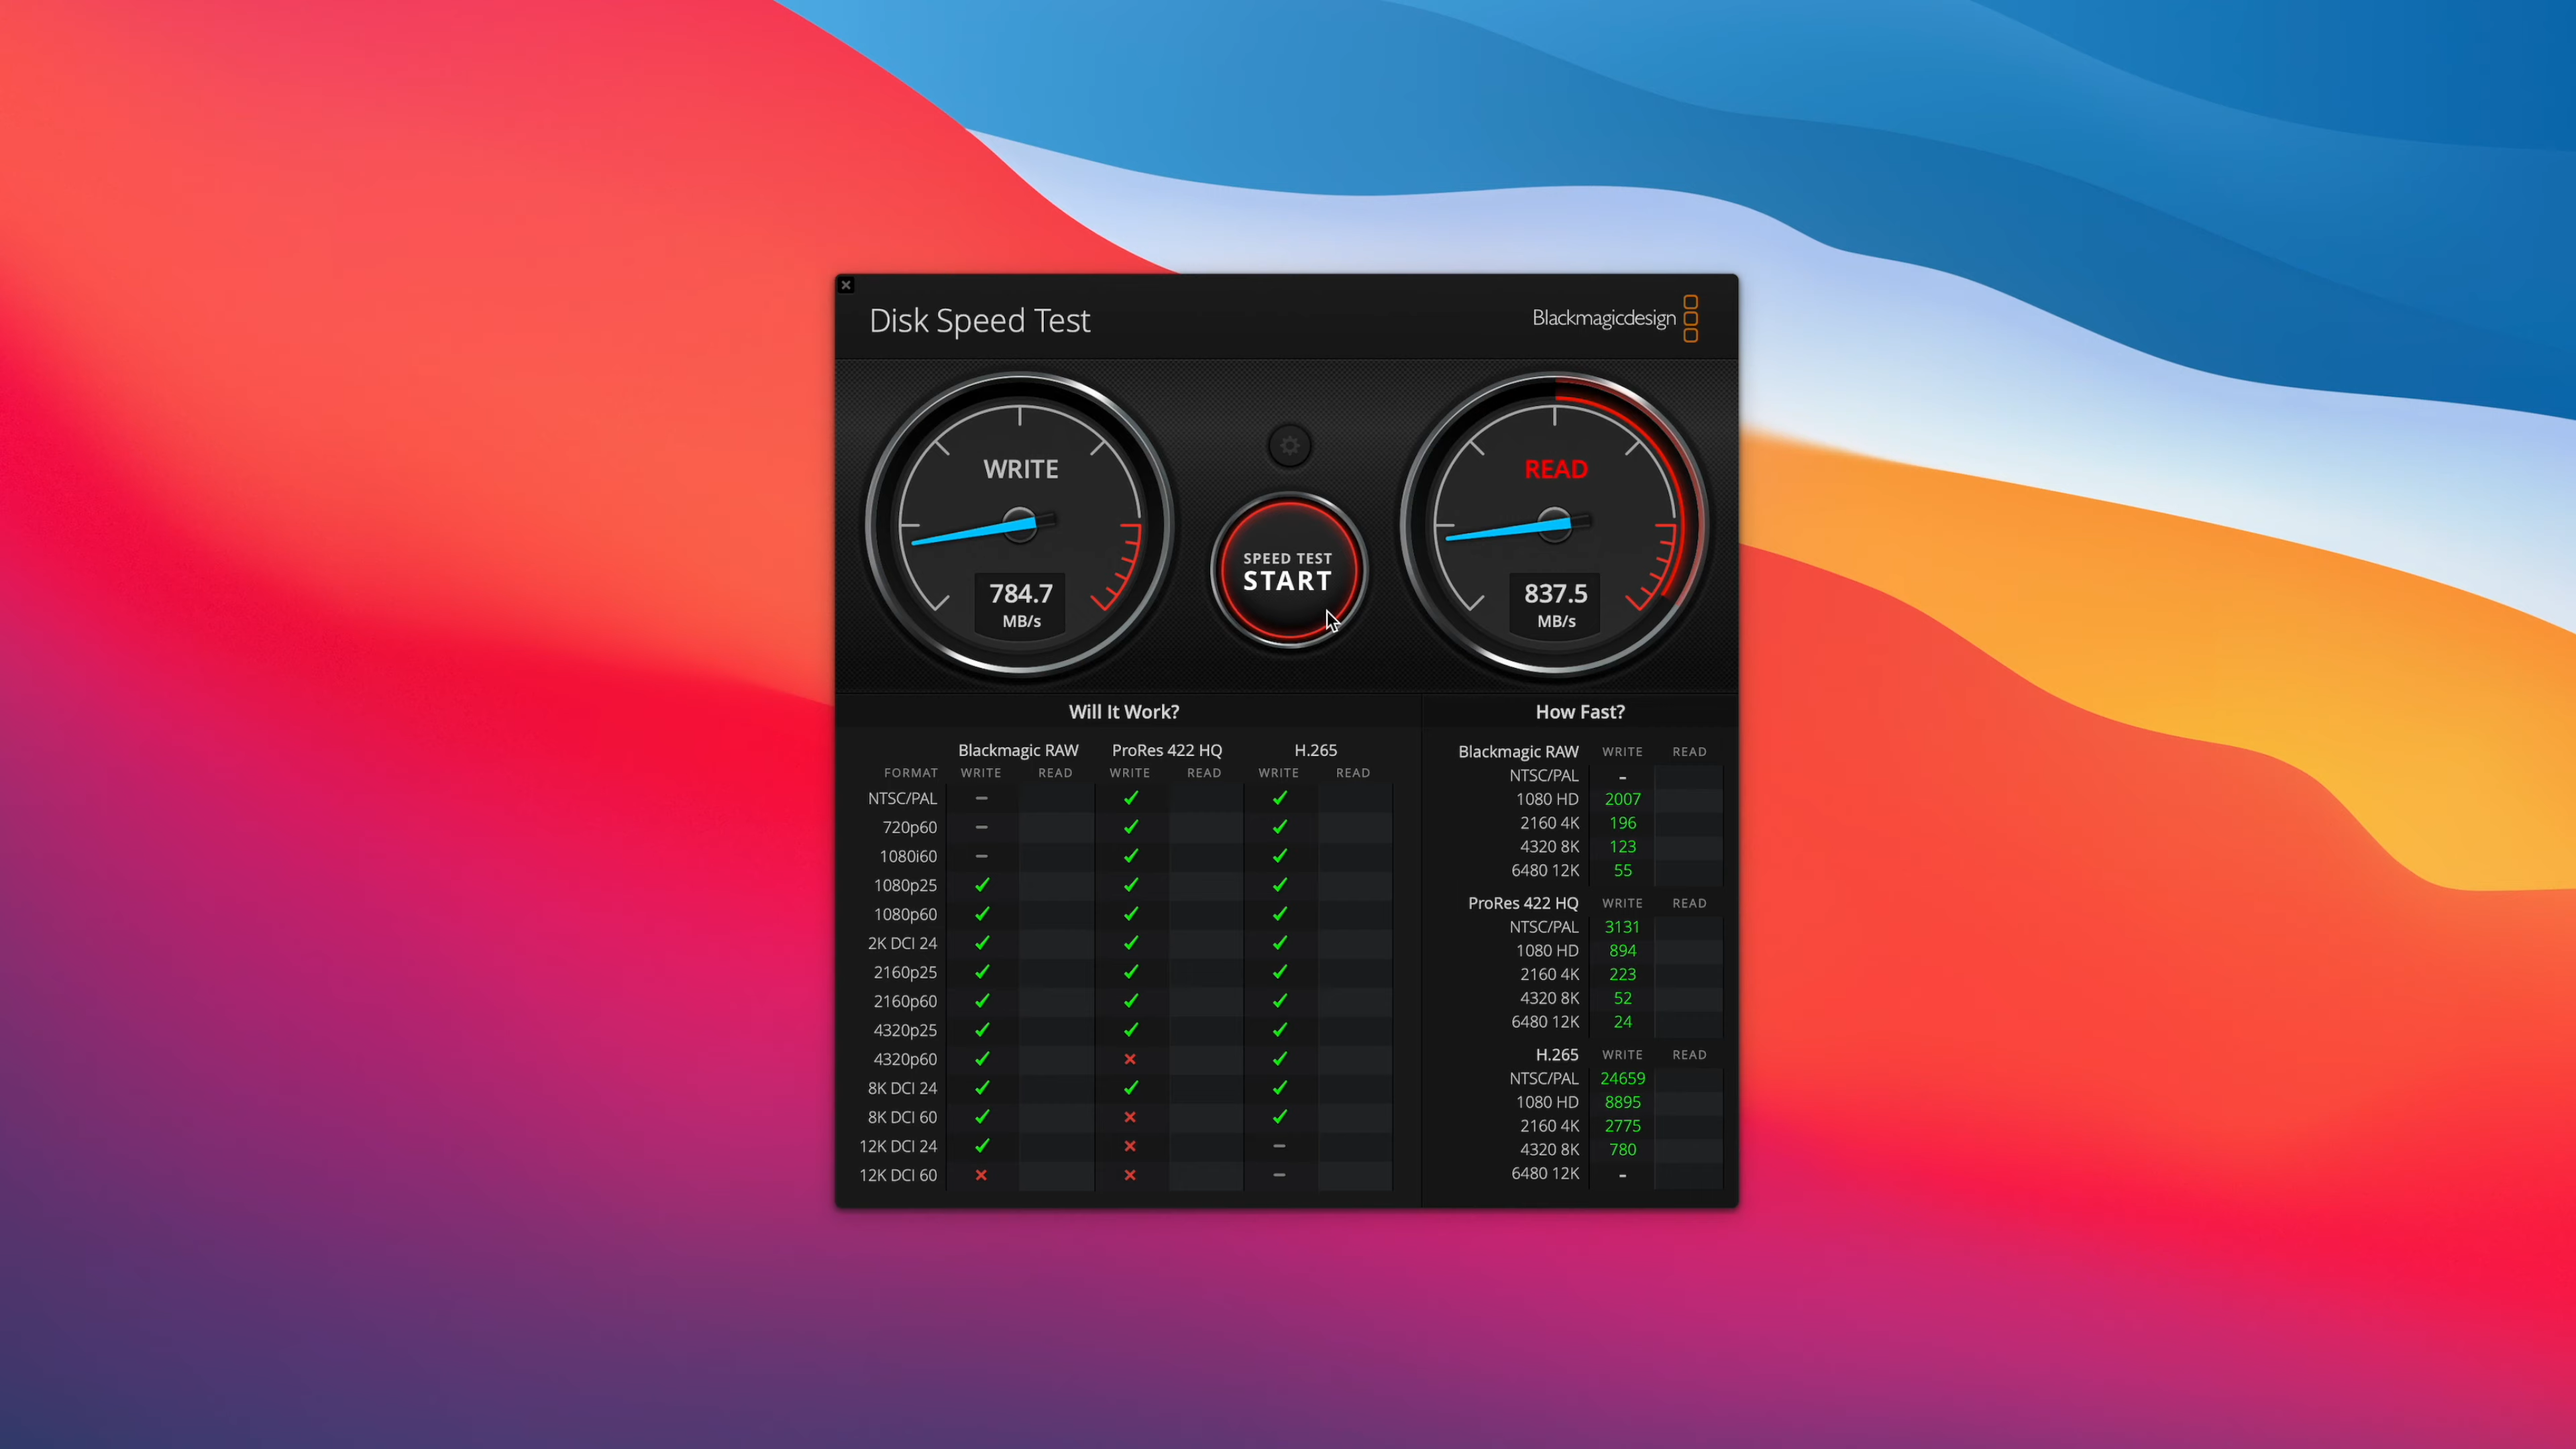 Disk Speed Test
Blackmagicdesign
WRITE
784.7
MB/s
SPEED TEST
START
READ
837.5
MB/s
Will It Work?
Blackmagic RAW ProRes 422 HQ H.265
FORMAT WRITE READ WRITE READ WRITE READ
NTSC/PAL – ✓ ✓
720p60 – ✓ ✓
1080i60 – ✓ ✓
1080p25 ✓ ✓ ✓
1080p60 ✓ ✓ ✓
2K DCI 24 ✓ ✓ ✓
2160p25 ✓ ✓ ✓
2160p60 ✓ ✓ ✓
4320p25 ✓ ✓ ✓
4320p60 ✓ × ✓
8K DCI 24 ✓ ✓ ✓
8K DCI 60 ✓ × ✓
12K DCI 24 ✓ × –
12K DCI 60 × × –
How Fast?
Blackmagic RAW WRITE READ
NTSC/PAL -
1080 HD 2007
2160 4K 196
4320 8K 123
6480 12K 55
ProRes 422 HQ WRITE READ
NTSC/PAL 3131
1080 HD 894
2160 4K 223
4320 8K 52
6480 12K 24
H.265 WRITE READ
NTSC/PAL 24659
1080 HD 8895
2160 4K 2775
4320 8K 780
6480 12K -